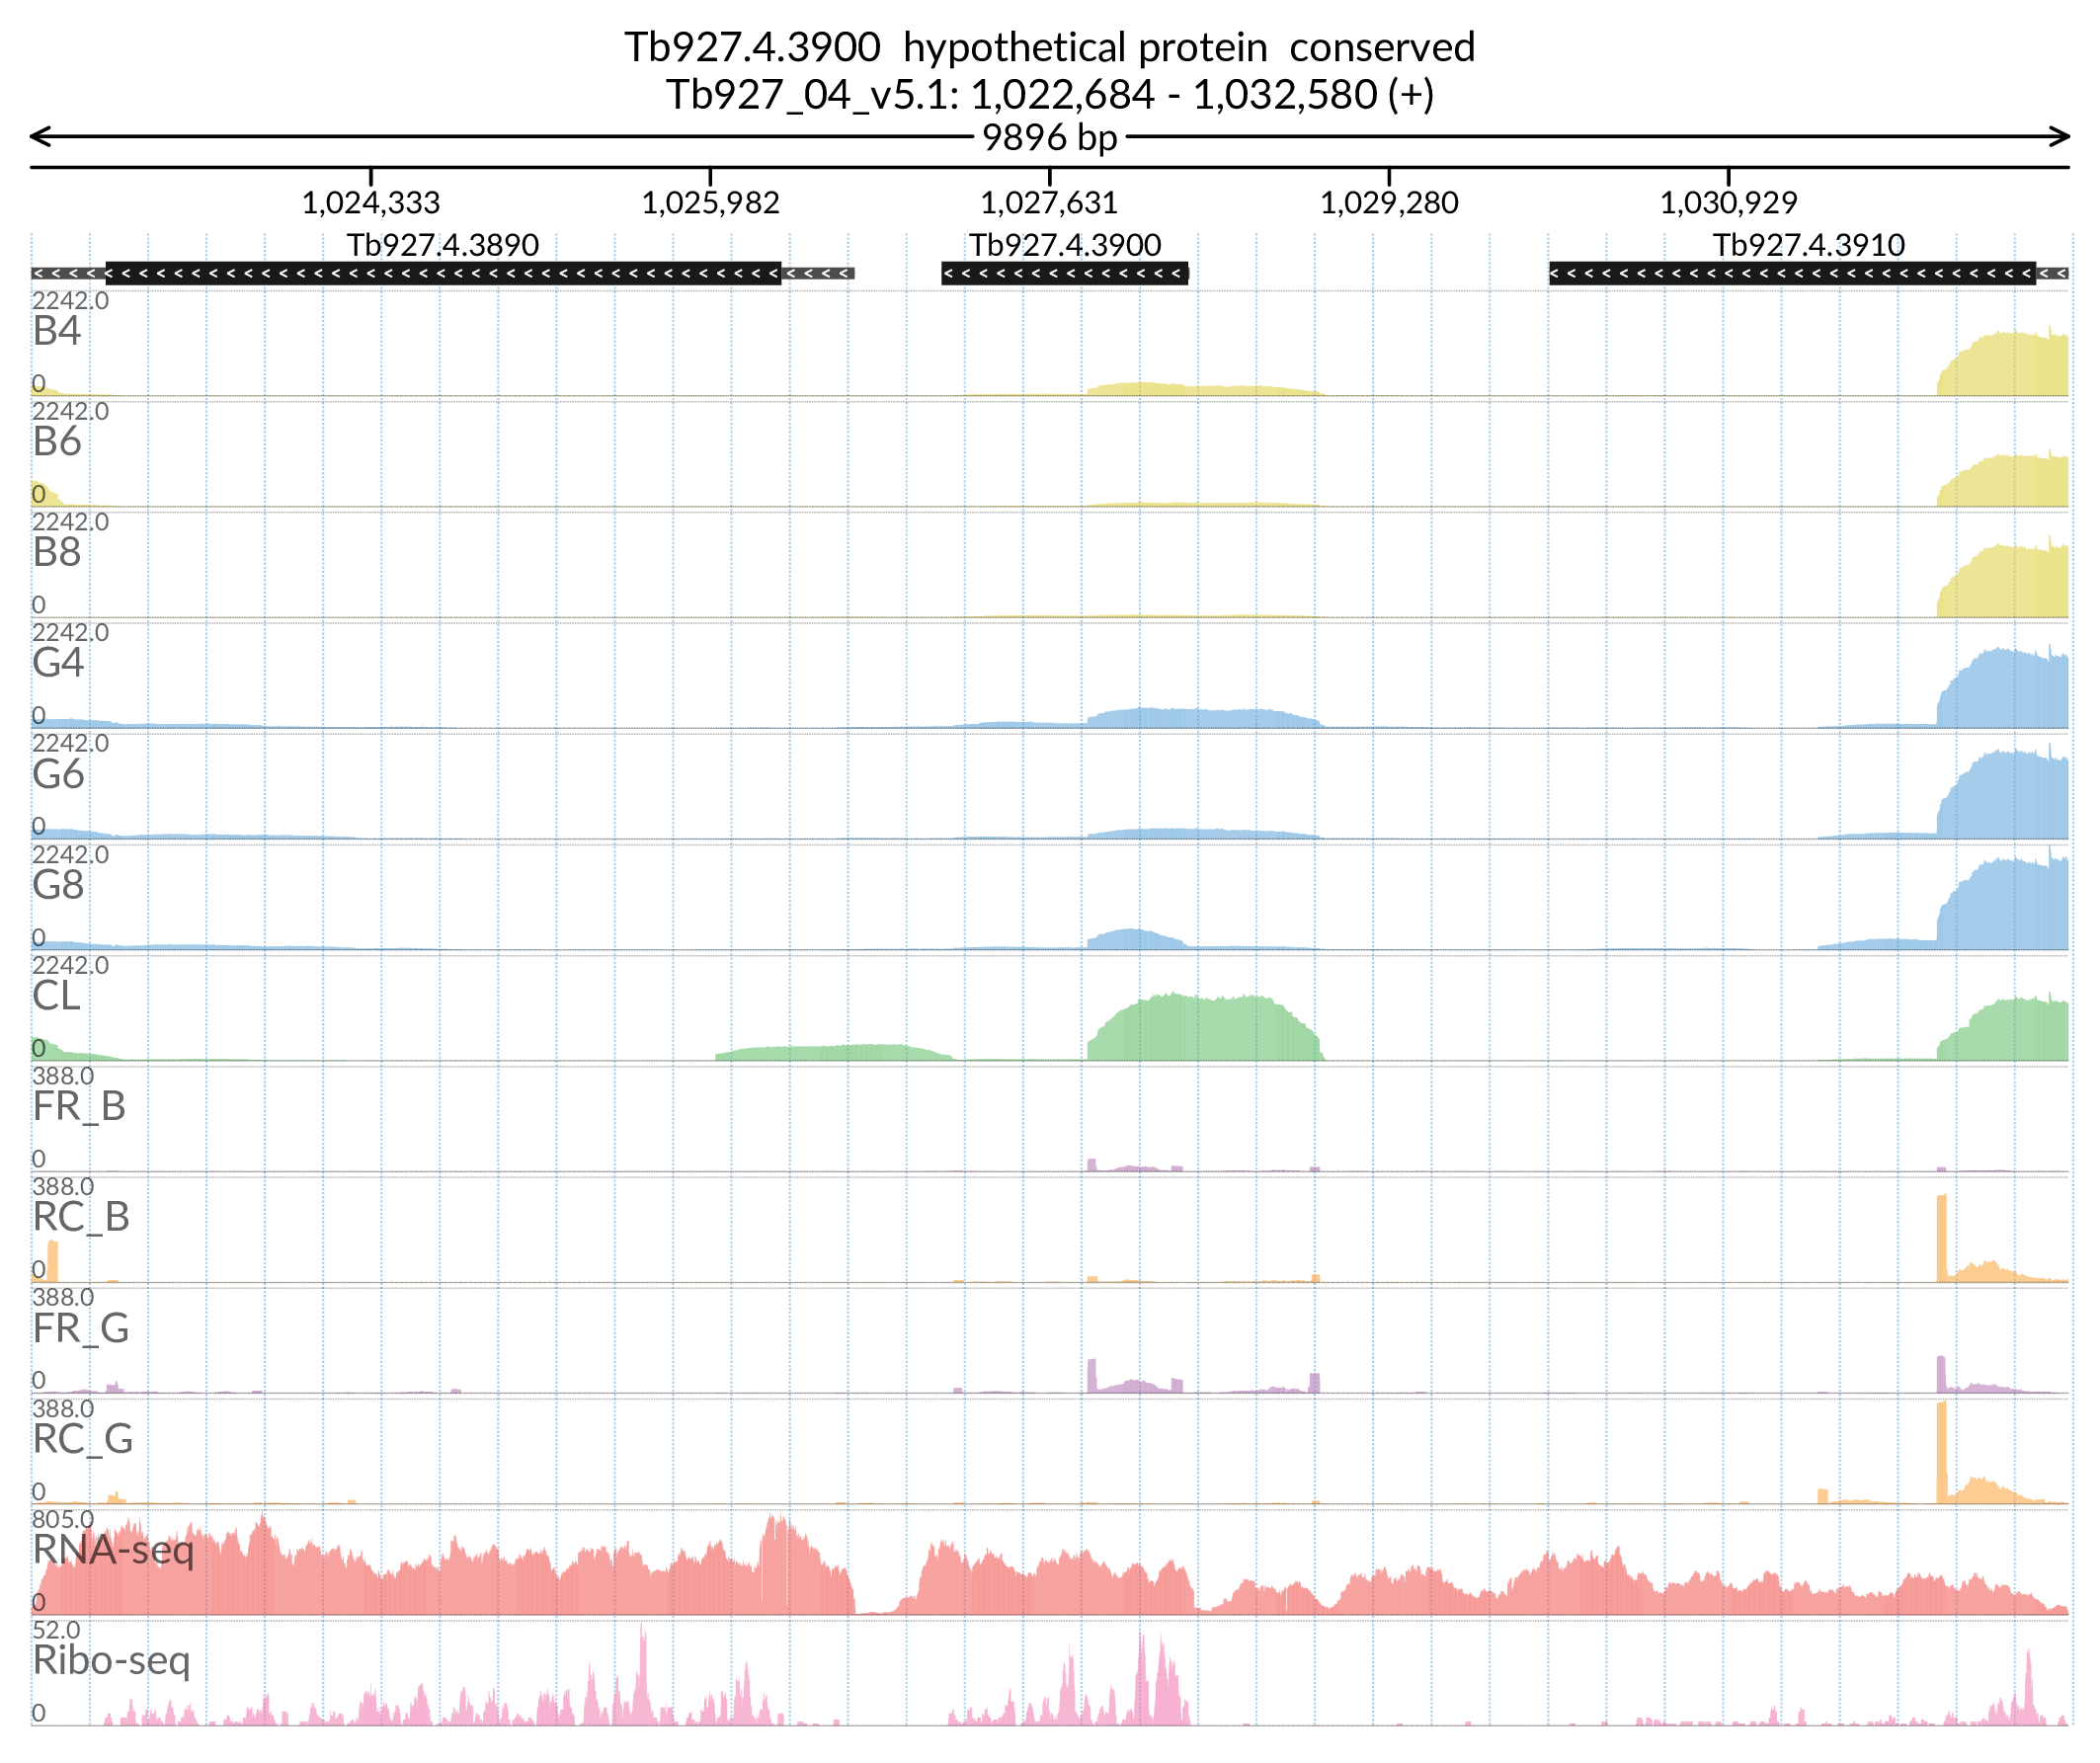 Tb927.4.3900 hypothetical protein conserved
Tb927_04_v5.1: 1,022,684 - 1,032,580 (+)
9896 bp
1,024,333 1,025,982 1,027,631 1,029,280 1,030,929
Tb927.4.3890 Tb927.4.3900 Tb927.4.3910
2242.0
B4
0
2242.0
B6
0
2242.0
B8
0
2242.0
G4
0
2242.0
G6
0
2242.0
G8
0
2242.0
CL
0
388.0
FR_B
0
388.0
RC_B
0
388.0
FR_G
0
388.0
RC_G
0
805.0
RNA-seq
0
52.0
Ribo-seq
0